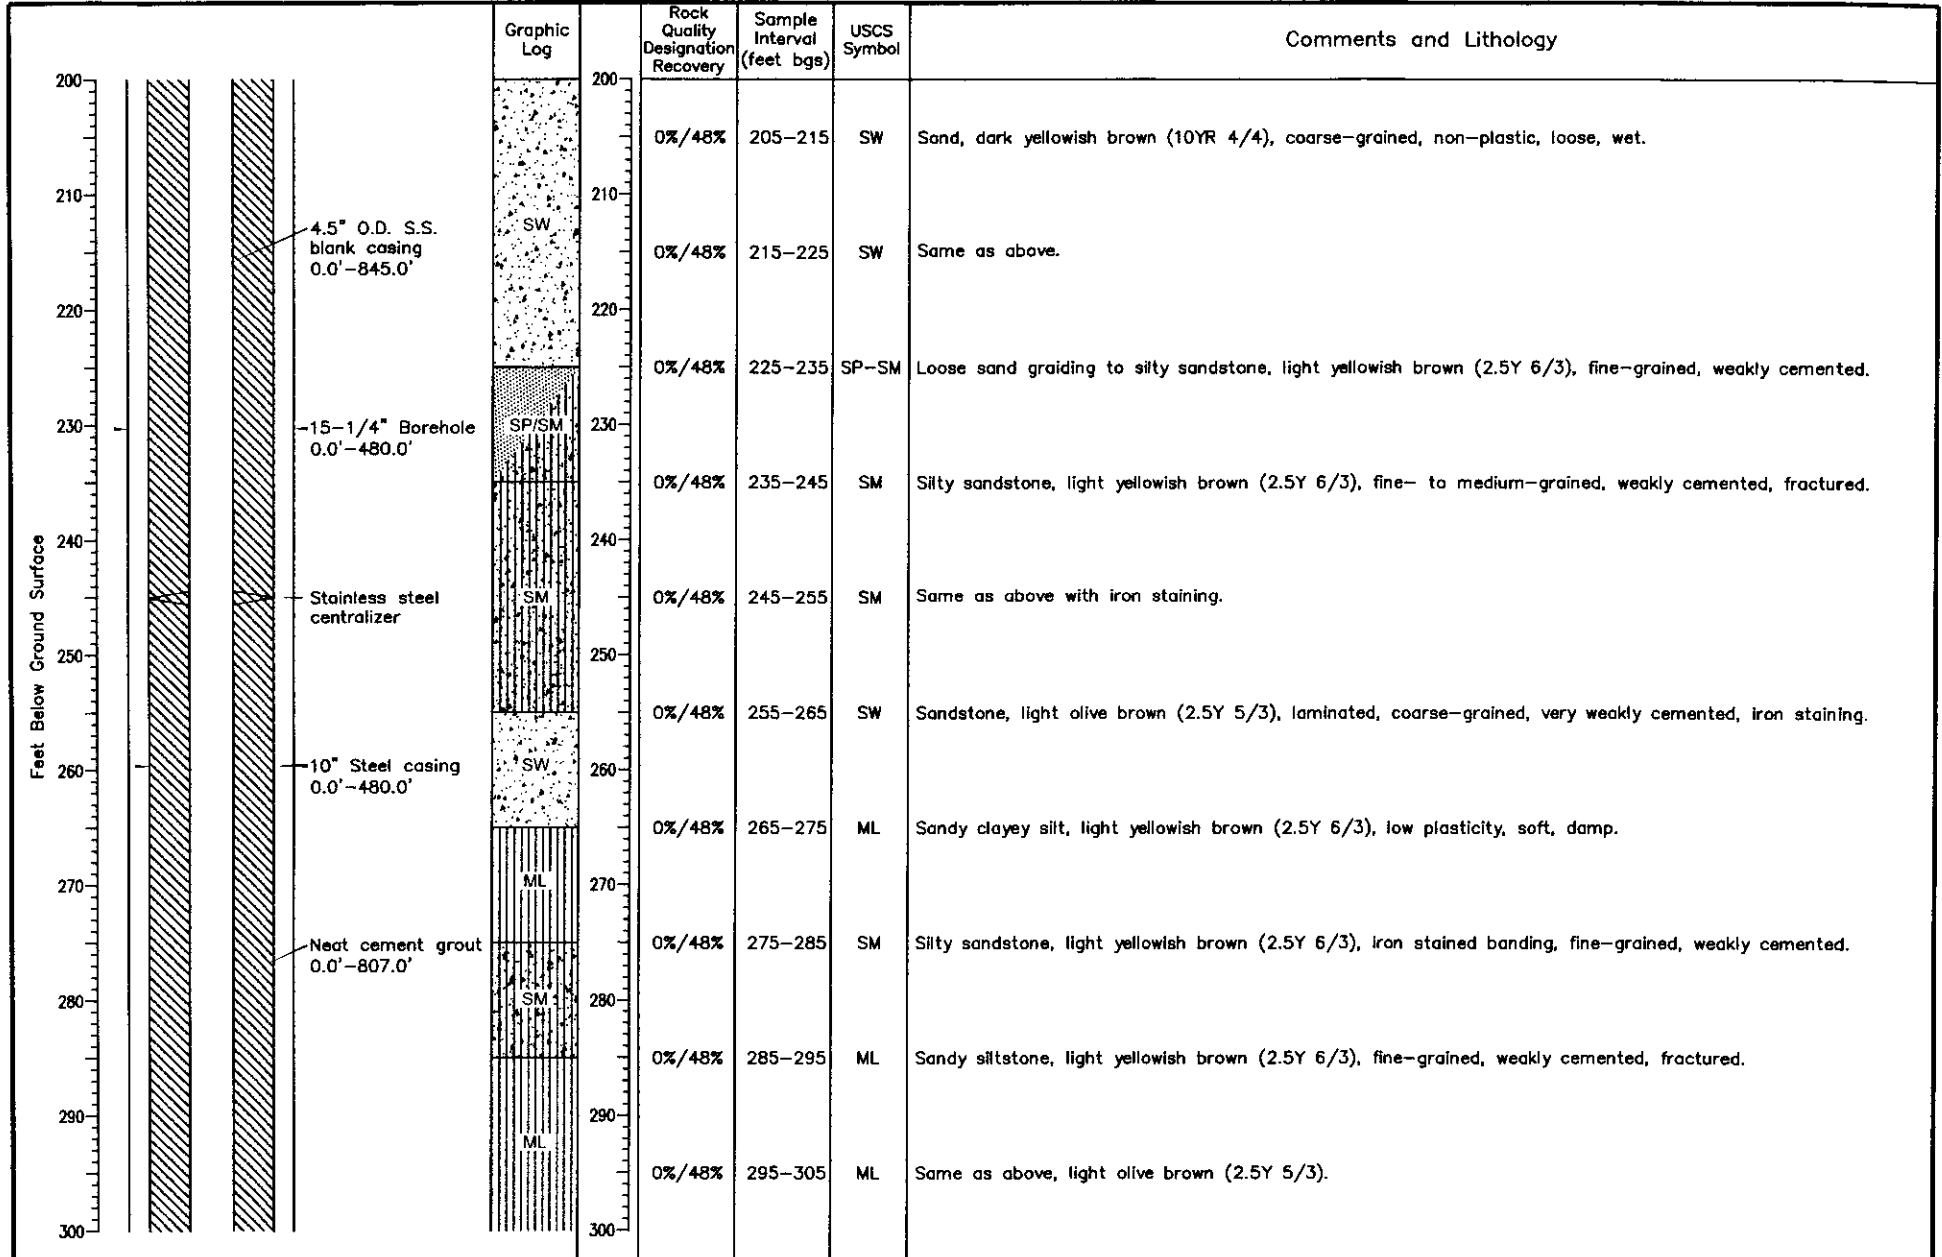 Graphic
Log
Rock
Quality
Designation
Recovery
Sample
Interval
(feet bgs)
USCS
Symbol
Comments and Lithology
Feet Below Ground Surface
200
210
220
230
240
250
260
270
280
290
300
4.5" O.D. S.S.
blank casing
0.0'-845.0'
15-1/4" Borehole
0.0'-480.0'
Stainless steel
centralizer
10" Steel casing
0.0'-480.0'
Neat cement grout
0.0'-807.0'
SW
SP/SM
SM
SW
ML
SM
ML
200
210
220
230
240
250
260
270
280
290
300
0%/48% 205-215 SW Sand, dark yellowish brown (10YR 4/4), coarse-grained, non-plastic, loose, wet.
0%/48% 215-225 SW Same as above.
0%/48% 225-235 SP-SM Loose sand graiding to silty sandstone, light yellowish brown (2.5Y 6/3), fine-grained, weakly cemented.
0%/48% 235-245 SM Silty sandstone, light yellowish brown (2.5Y 6/3), fine- to medium-grained, weakly cemented, fractured.
0%/48% 245-255 SM Same as above with iron staining.
0%/48% 255-265 SW Sandstone, light olive brown (2.5Y 5/3), laminated, coarse-grained, very weakly cemented, iron staining.
0%/48% 265-275 ML Sandy clayey silt, light yellowish brown (2.5Y 6/3), low plasticity, soft, damp.
0%/48% 275-285 SM Silty sandstone, light yellowish brown (2.5Y 6/3), iron stained banding, fine-grained, weakly cemented.
0%/48% 285-295 ML Sandy siltstone, light yellowish brown (2.5Y 6/3), fine-grained, weakly cemented, fractured.
0%/48% 295-305 ML Same as above, light olive brown (2.5Y 5/3).